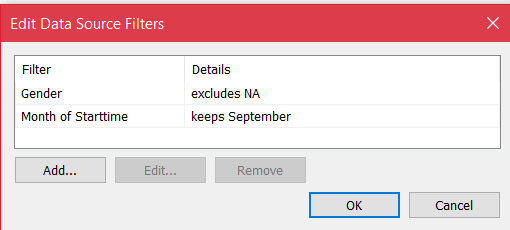 Edit Data Source Filters
Filter Details
Gender excludes NA
Month of Starttime keeps September
Add... Edit... Remove
OK Cancel